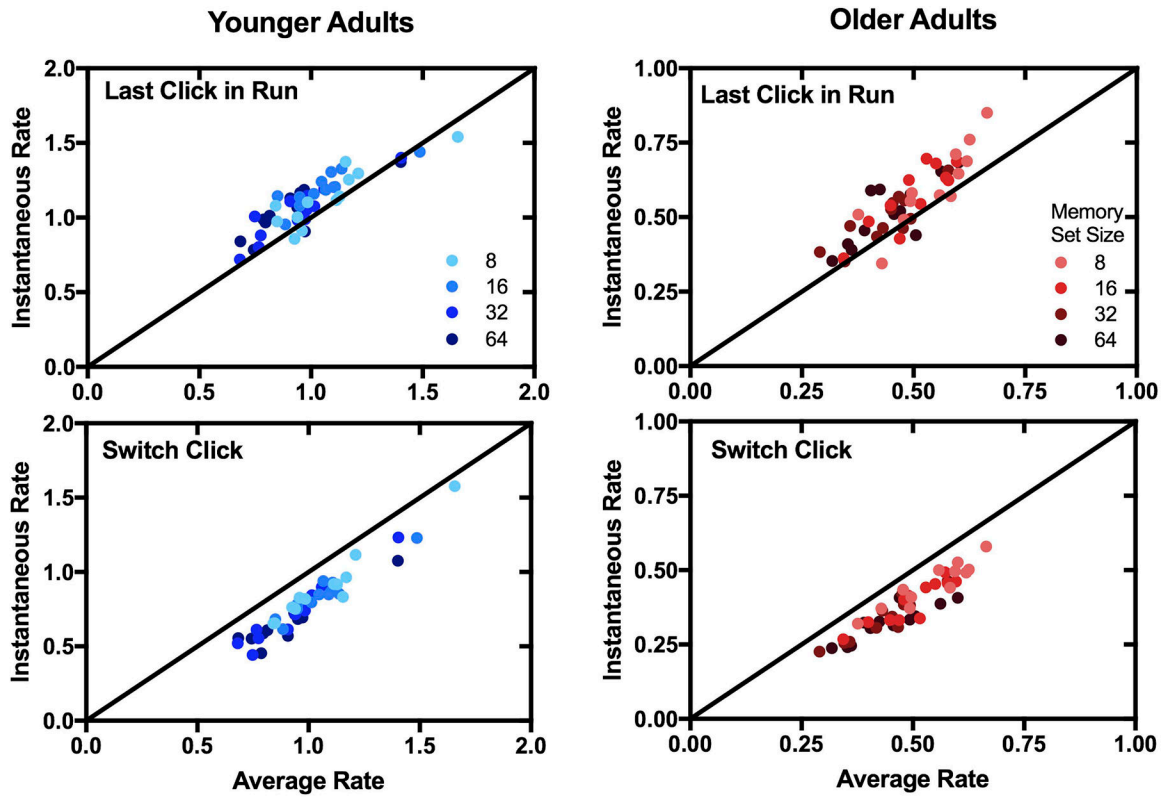 Younger Adults
Older Adults
Last Click in Run
Instantaneous Rate
2.0
1.5
1.0
0.5
0.0
0.0 0.5 1.0 1.5 2.0
8
16
32
64
Last Click in Run
Instantaneous Rate
1.00
0.75
0.50
0.25
0.00
0.00 0.25 0.50 0.75 1.00
Memory
Set Size
8
16
32
64
Switch Click
Instantaneous Rate
2.0
1.5
1.0
0.5
0.0
0.0 0.5 1.0 1.5 2.0
Average Rate
Switch Click
Instantaneous Rate
1.00
0.75
0.50
0.25
0.00
0.00 0.25 0.50 0.75 1.00
Average Rate